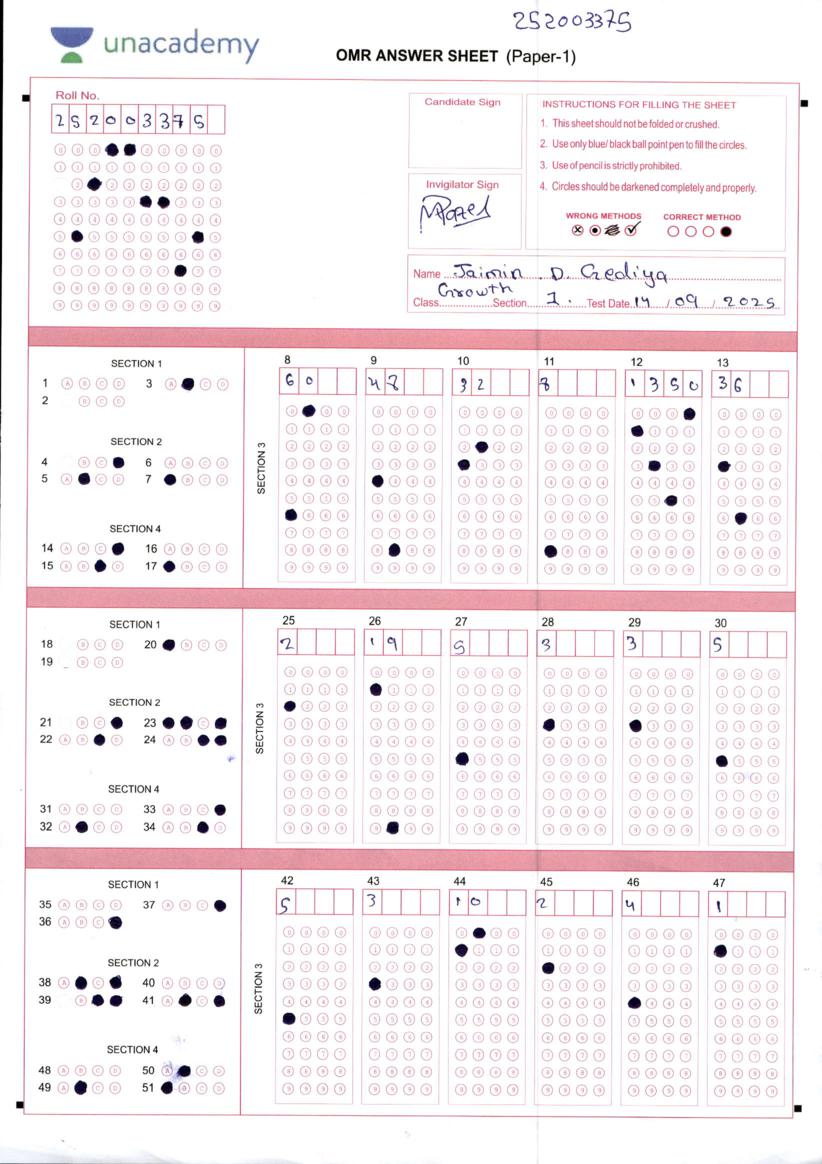 252003375
unacademy
OMR ANSWER SHEET (Paper-1)
Roll No.
2 5 2 0 0 3 3 7 5
Candidate Sign
Invigilator Sign
INSTRUCTIONS FOR FILLING THE SHEET
1. This sheet should not be folded or crushed.
2. Use only blue/ black ball point pen to fill the circles.
3. Use of pencil is strictly prohibited.
4. Circles should be darkened completely and properly.
WRONG METHODS CORRECT METHOD
Name Jaimin D. Gediya
Class Growth Section 1. Test Date 14 / 09 / 2025
SECTION 1
1 A B C D 3 A C D
2 B C D
SECTION 2
4 B C 6 A B C D
5 A C D 7 B C D
SECTION 4
14 A B C 16 A B C D
15 A B D 17 B C D
SECTION 3
8 9 10 11 12 13
60 48 32 8 1350 36
SECTION 1
18 B C D 20 B C D
19 B C D
SECTION 2
21 B C 23 C
22 A B D 24 A B
SECTION 4
31 A B C D 33 A B C
32 A C D 34 A B D
SECTION 3
25 26 27 28 29 30
2 19 5 3 3 5
SECTION 1
35 A B C D 37 A B C
36 A B C
SECTION 2
38 A C 40 A B C D
39 B 41 A C
SECTION 4
48 A B C D 50 A C D
49 A C D 51 B C D
SECTION 3
42 43 44 45 46 47
5 3 10 2 4 1